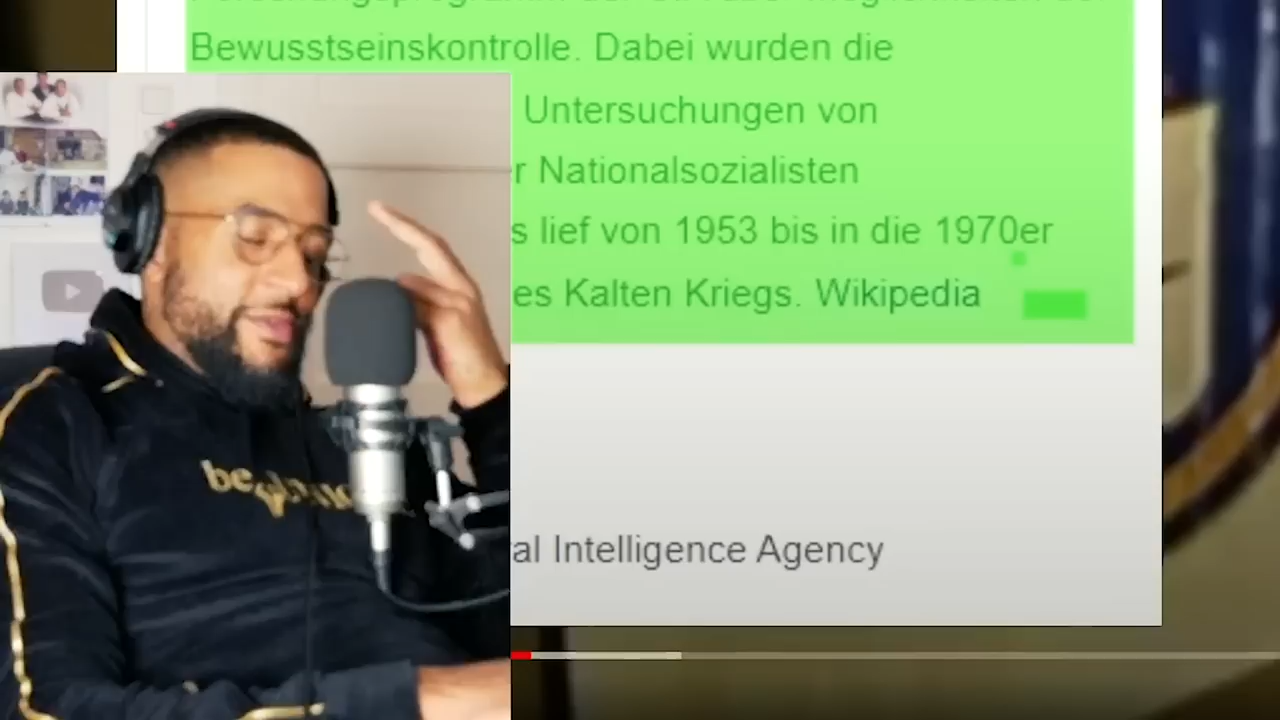 Bewusstseinskontrolle. Dabei wurden die
Untersuchungen von
r Nationalsozialisten
s lief von 1953 bis in die 1970er
es Kalten Kriegs. Wikipedia
al Intelligence Agency
be